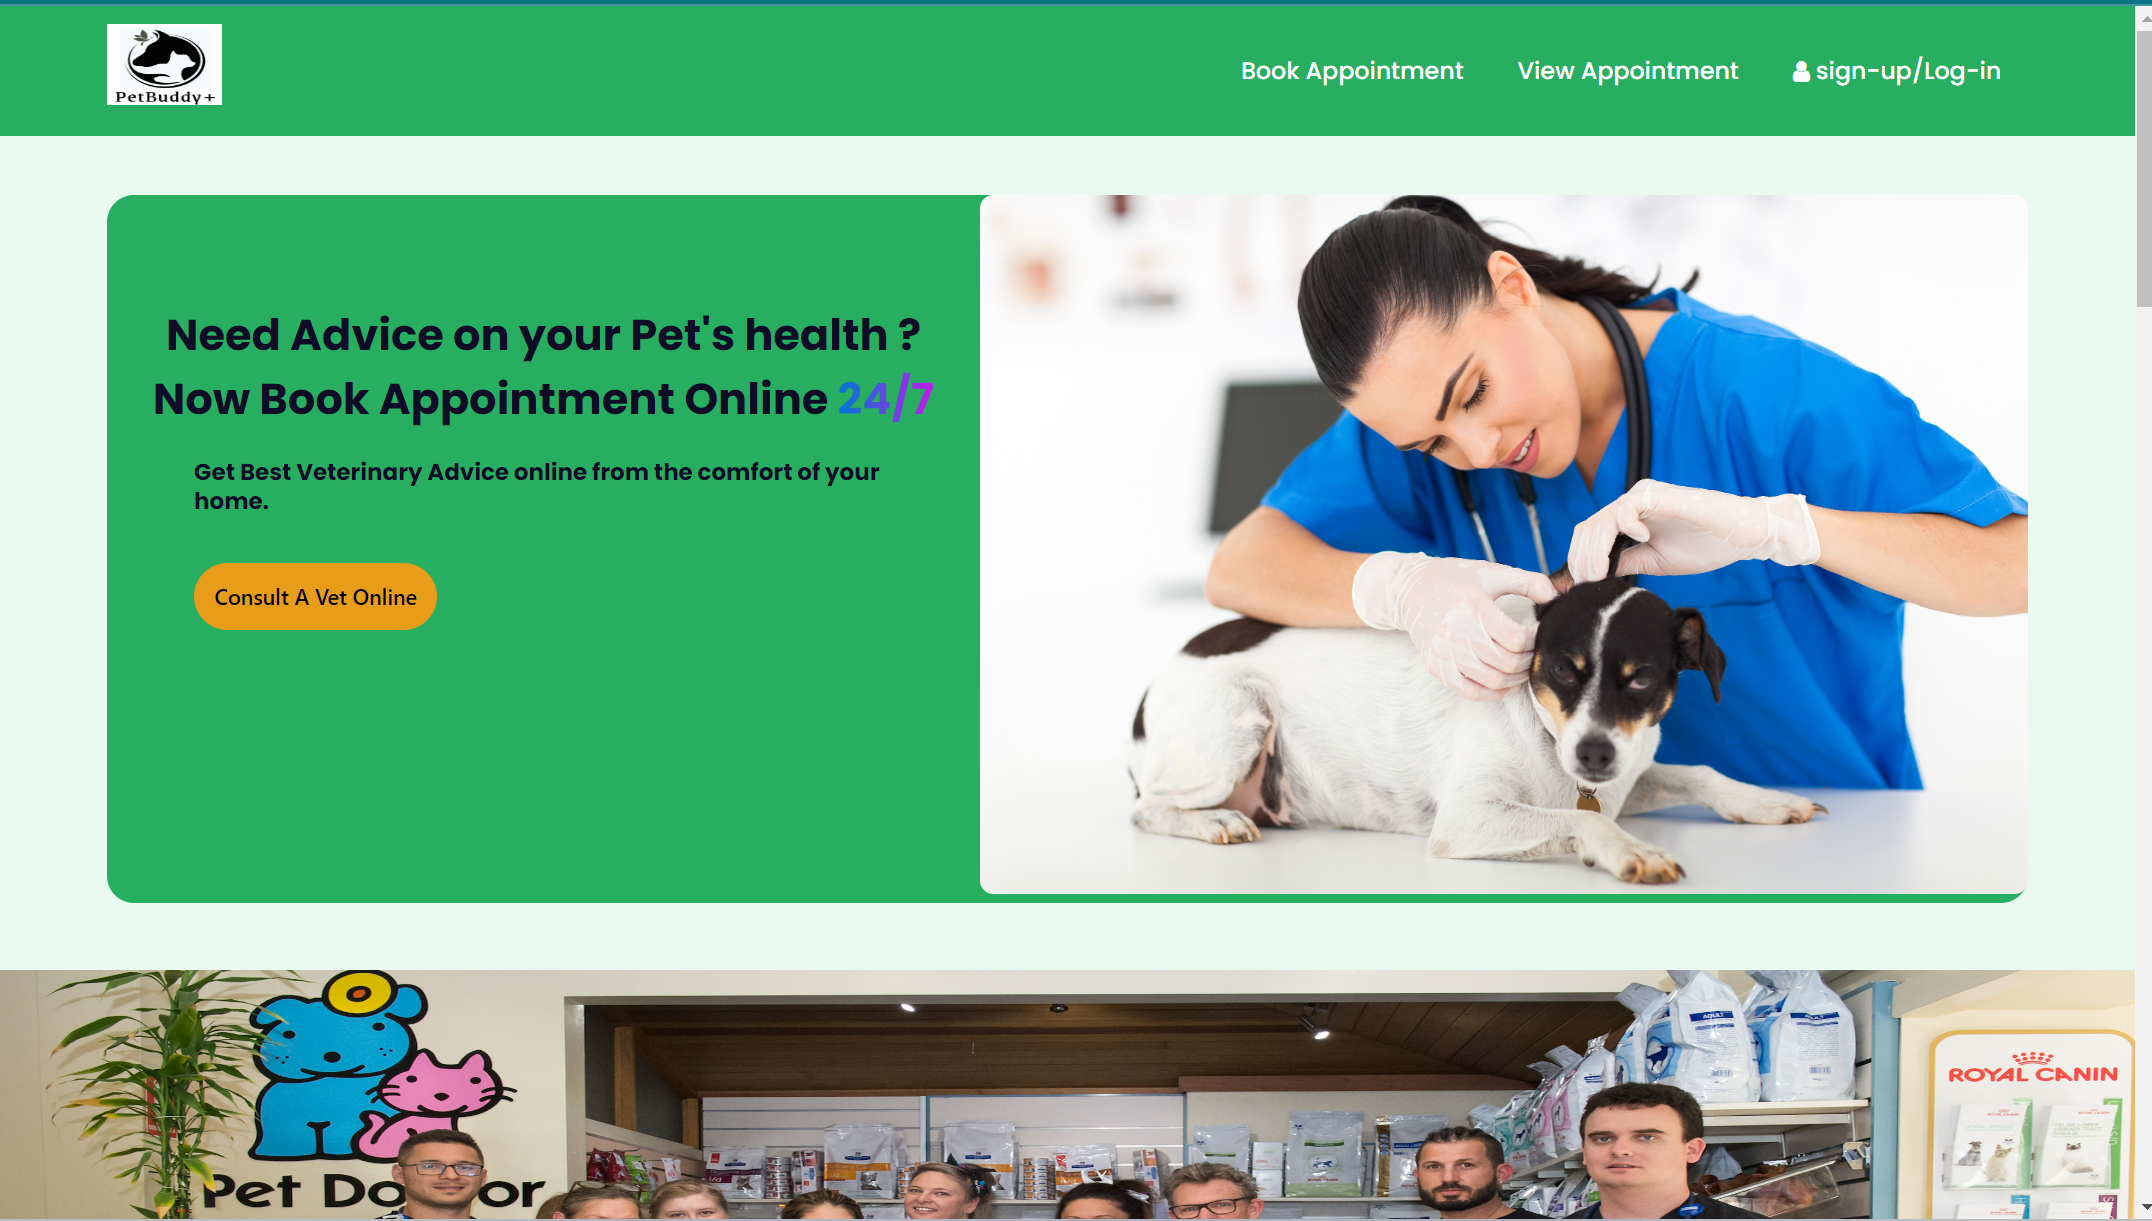 PetBuddy+
Book Appointment
View Appointment
sign-up/Log-in
Need Advice on your Pet's health ?
Now Book Appointment Online 24/7
Get Best Veterinary Advice online from the comfort of your
home.
Consult A Vet Online
ADULT
ADULT
ROYAL CANIN
Pet Do or